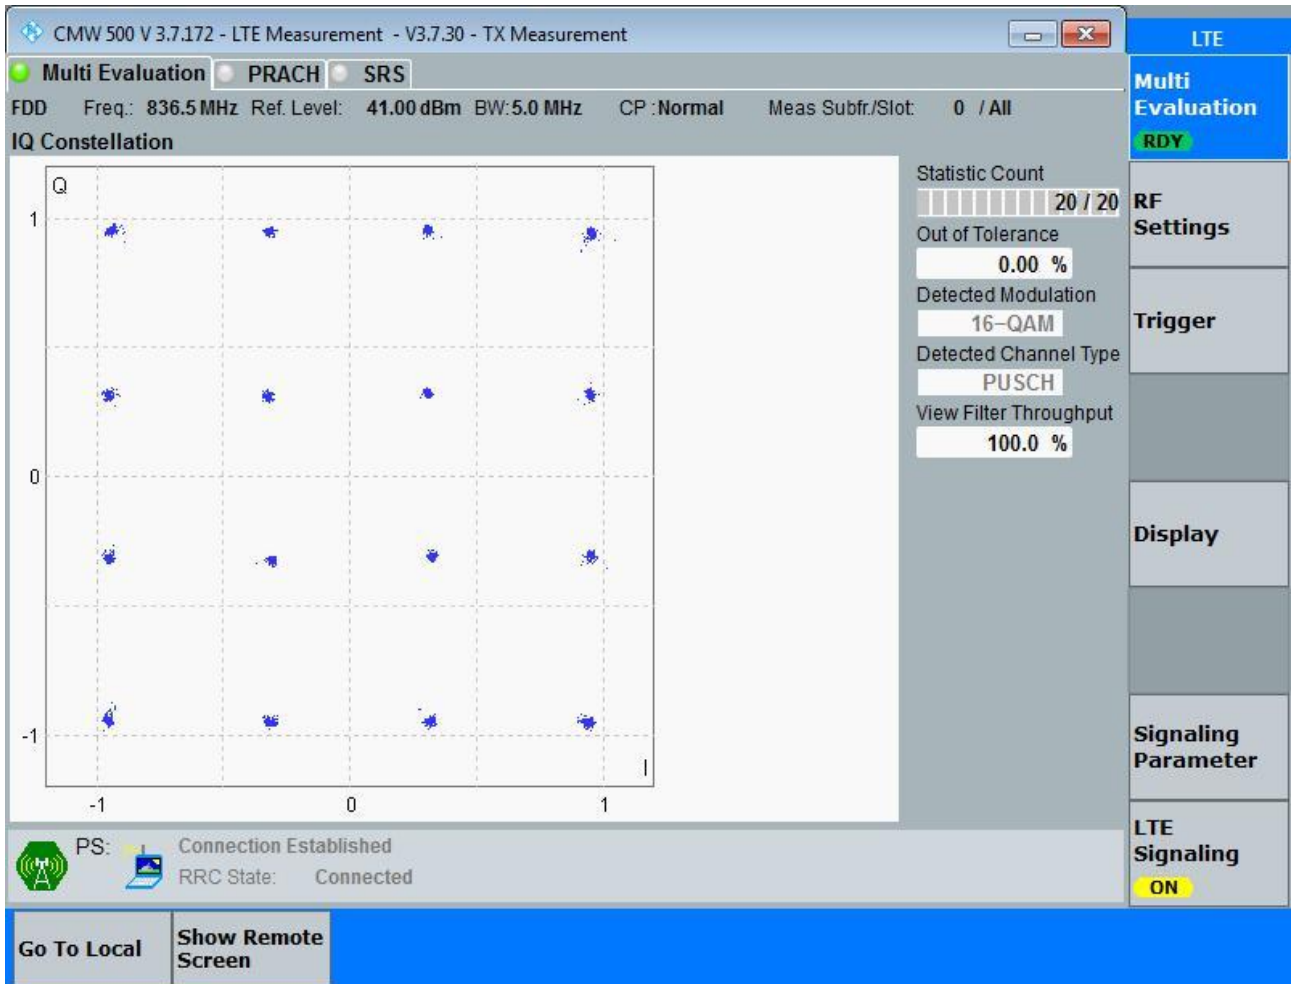 CMW 500 V 3.7.172 - LTE Measurement - V3.7.30 - TX Measurement
LTE
Multi Evaluation PRACH SRS
FDD Freq.: 836.5 MHz Ref. Level: 41.00 dBm BW: 5.0 MHz CP : Normal Meas Subfr./Slot: 0 / All
IQ Constellation
Q
1
0
-1
I
-1 0 1
Statistic Count
20 / 20
Out of Tolerance
0.00 %
Detected Modulation
16-QAM
Detected Channel Type
PUSCH
View Filter Throughput
100.0 %
Multi
Evaluation
RDY
RF
Settings
Trigger
Display
Signaling
Parameter
LTE
Signaling
ON
PS: Connection Established
RRC State: Connected
Go To Local
Show Remote
Screen